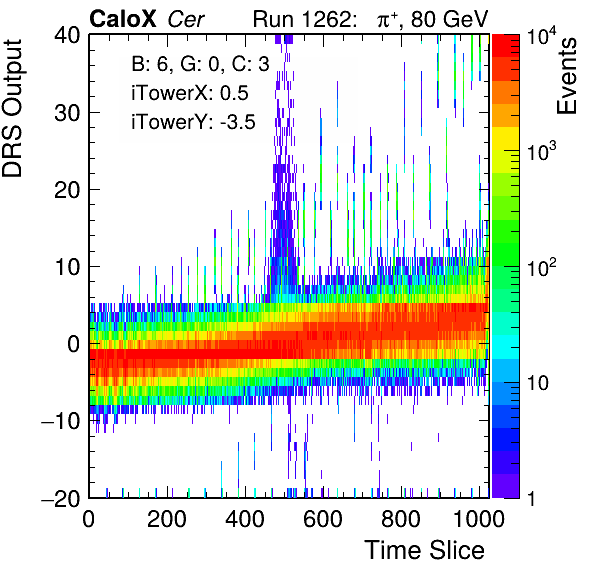 CaloX Cer Run 1262: π⁺, 80 GeV
B: 6, G: 0, C: 3
iTowerX: 0.5
iTowerY: -3.5
DRS Output
40
30
20
10
0
−10
−20
0 200 400 600 800 1000
Time Slice
Events
10⁴
10³
10²
10
1